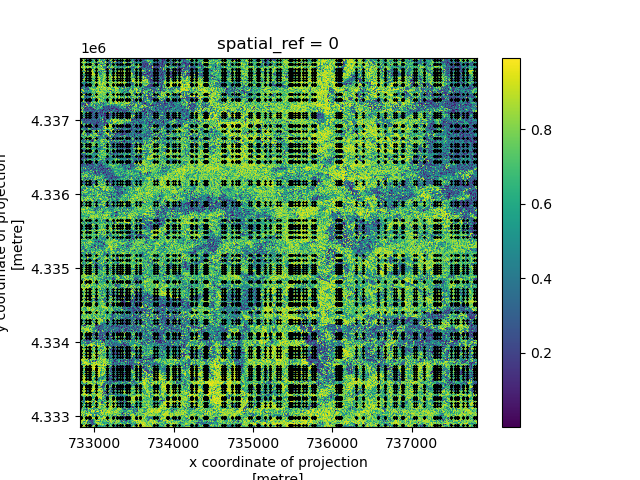 spatial_ref = 0
1e6
4.337
4.336
4.335
4.334
4.333
y coordinate of projection
[metre]
733000 734000 735000 736000 737000
x coordinate of projection
[metre]
0.8
0.6
0.4
0.2